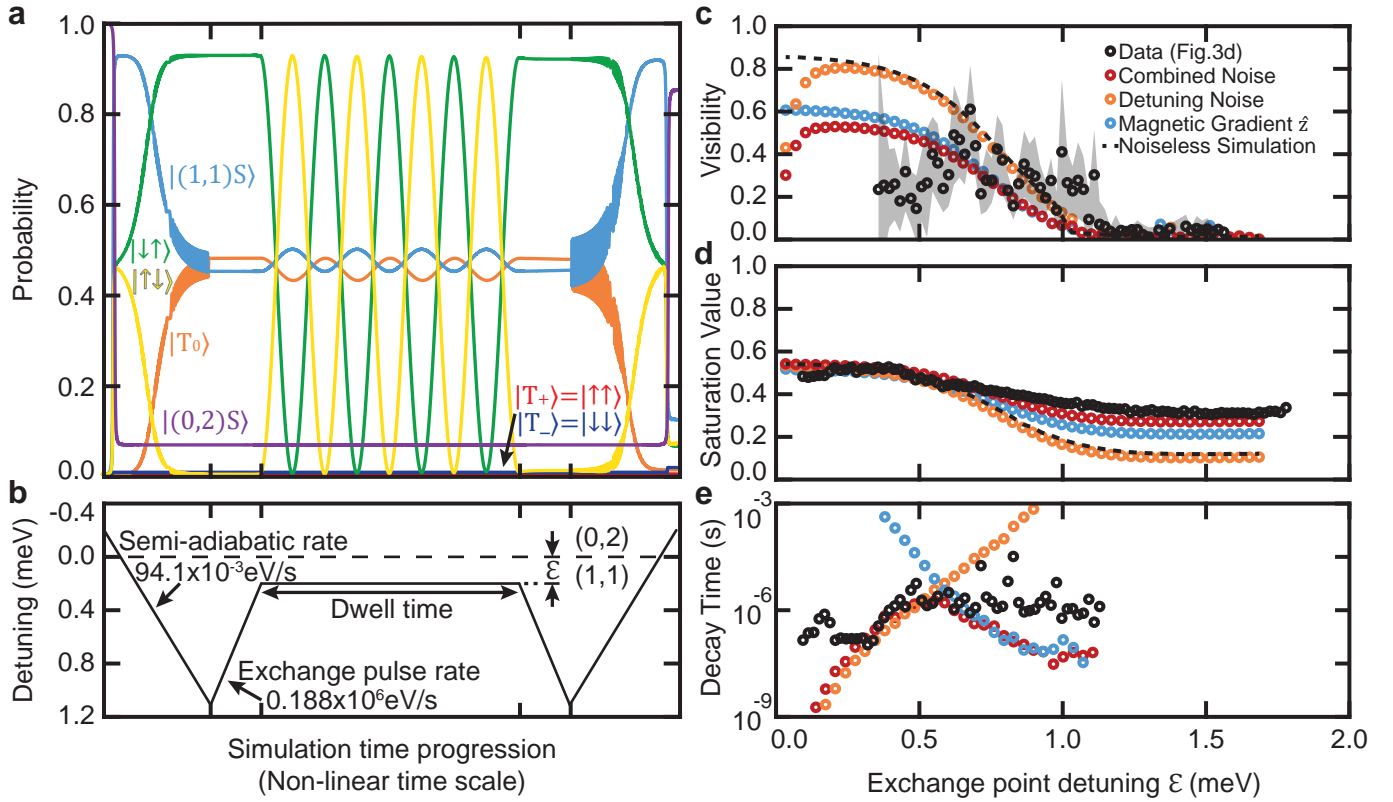 a
1.0
0.8
0.6
0.4
0.2
0.0
Probability
|(1,1)S⟩
|↓↑⟩
|↑↓⟩
|T₀⟩
|(0,2)S⟩
|T₊⟩=|↑↑⟩
|T₋⟩=|↓↓⟩
b
-0.4
0.0
0.4
0.8
1.2
Detuning (meV)
Semi-adiabatic rate
94.1x10⁻³eV/s
Dwell time
Exchange pulse rate
0.188x10⁶eV/s
ε
(0,2)
(1,1)
Simulation time progression
(Non-linear time scale)
c
1.0
0.8
0.6
0.4
0.2
0.0
Visibility
Data (Fig.3d)
Combined Noise
Detuning Noise
Magnetic Gradient ẑ
Noiseless Simulation
d
1.0
0.8
0.6
0.4
0.2
0.0
Saturation Value
e
10⁻³
10⁻⁶
10⁻⁹
Decay Time (s)
0.0 0.5 1.0 1.5 2.0
Exchange point detuning ε (meV)